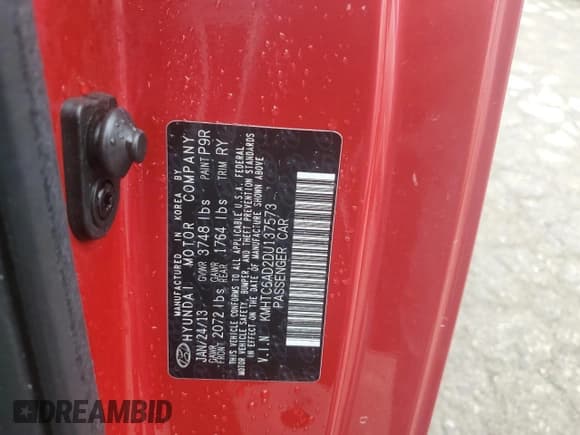 MANUFACTURED IN KOREA BY
HYUNDAI MOTOR COMPANY
JAN/24/13 GVWR 3748 lbs PAINT P9R
GAWR FRONT 2072 lbs GAWR REAR 1764 lbs TRIM RY
THIS VEHICLE CONFORMS TO ALL APPLICABLE U.S.A. FEDERAL
MOTOR VEHICLE SAFETY, BUMPER, AND THEFT PREVENTION STANDARDS
IN EFFECT ON THE DATE OF MANUFACTURE SHOWN ABOVE
V.I.N KMHTC6AD2DU137573
PASSENGER CAR
DREAMBID